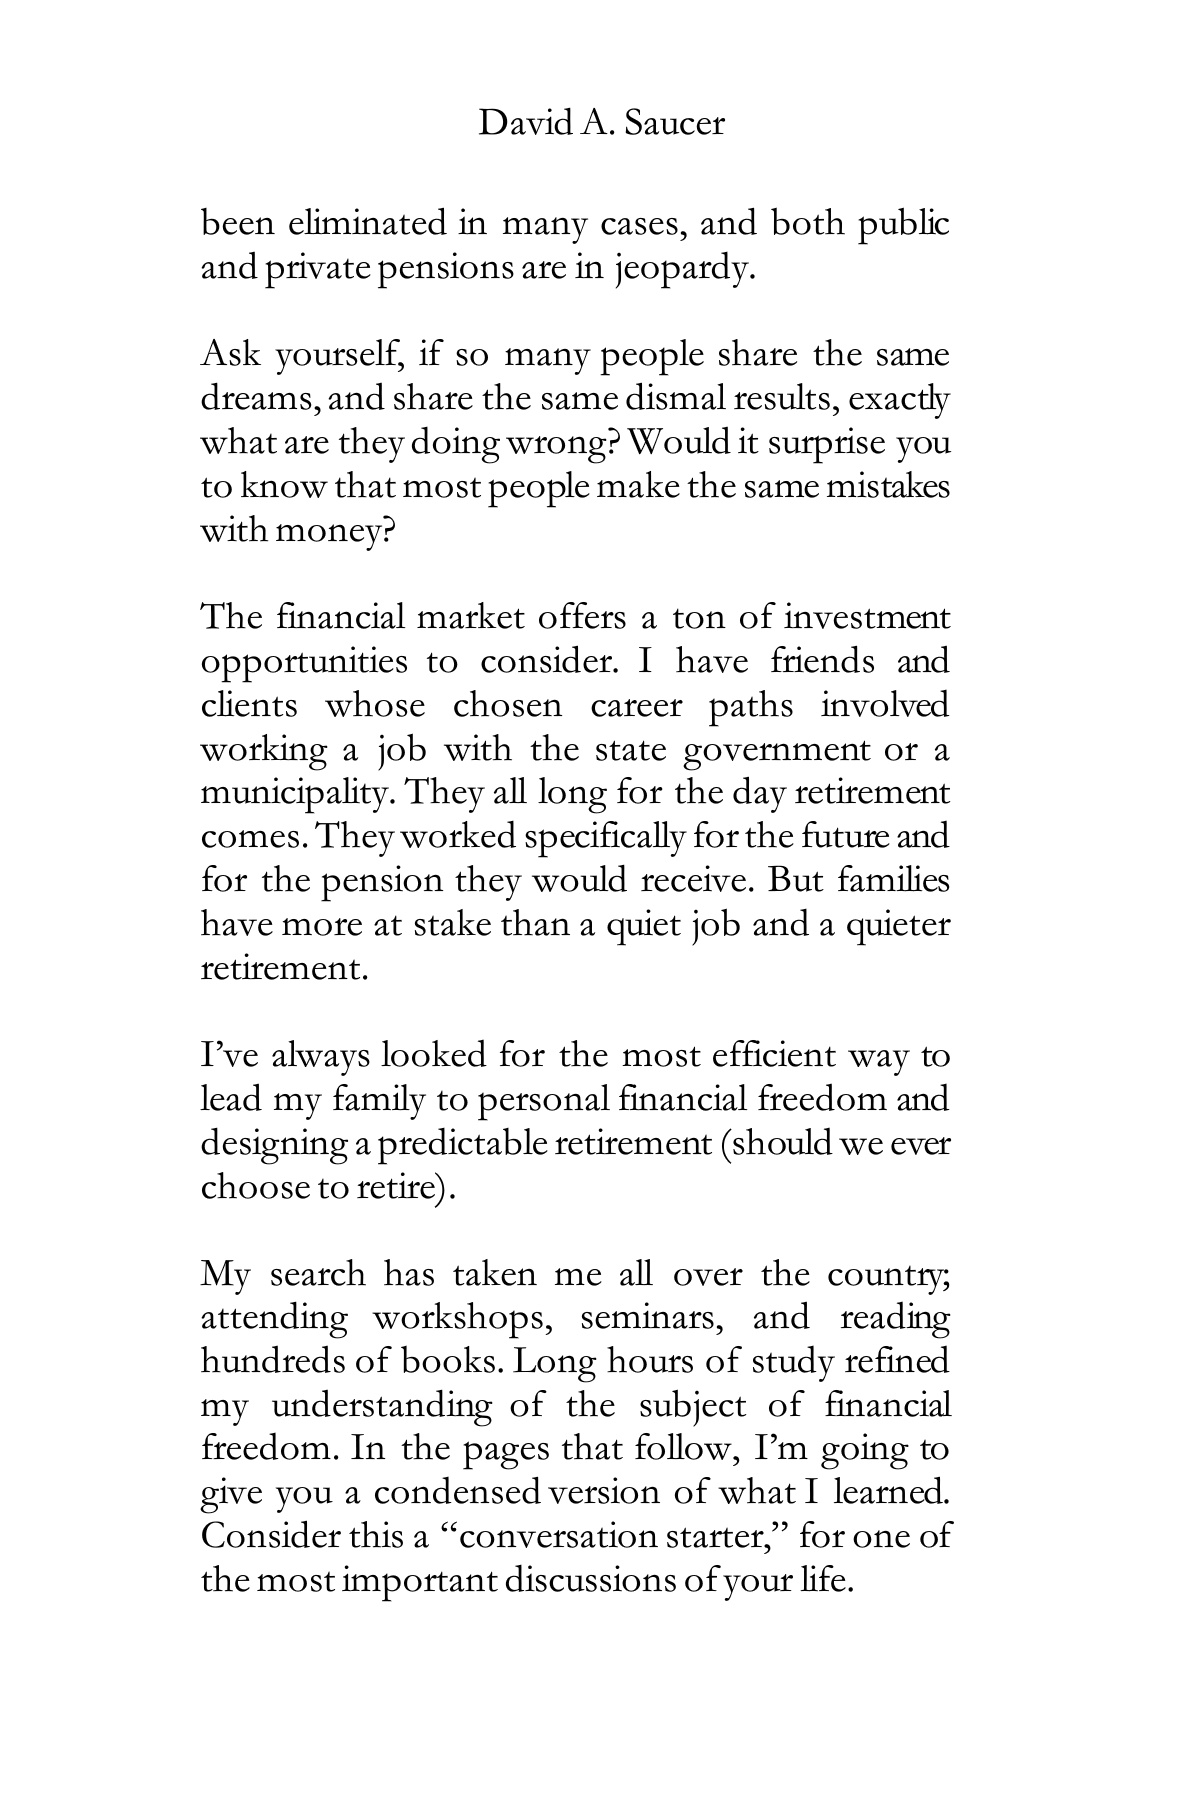 David A. Saucer
been eliminated in many cases, and both public
and private pensions are in jeopardy.
Ask yourself, if so many people share the same
dreams, and share the same dismal results, exactly
what are they doing wrong? Would it surprise you
to know that most people make the same mistakes
with money?
The financial market offers a ton of investment
opportunities to consider. I have friends and
clients whose chosen career paths involved
working a job with the state government or a
municipality. They all long for the day retirement
comes. They worked specifically for the future and
for the pension they would receive. But families
have more at stake than a quiet job and a quieter
retirement.
I’ve always looked for the most efficient way to
lead my family to personal financial freedom and
designing a predictable retirement (should we ever
choose to retire).
My search has taken me all over the country;
attending workshops, seminars, and reading
hundreds of books. Long hours of study refined
my understanding of the subject of financial
freedom. In the pages that follow, I’m going to
give you a condensed version of what I learned.
Consider this a “conversation starter,” for one of
the most important discussions of your life.